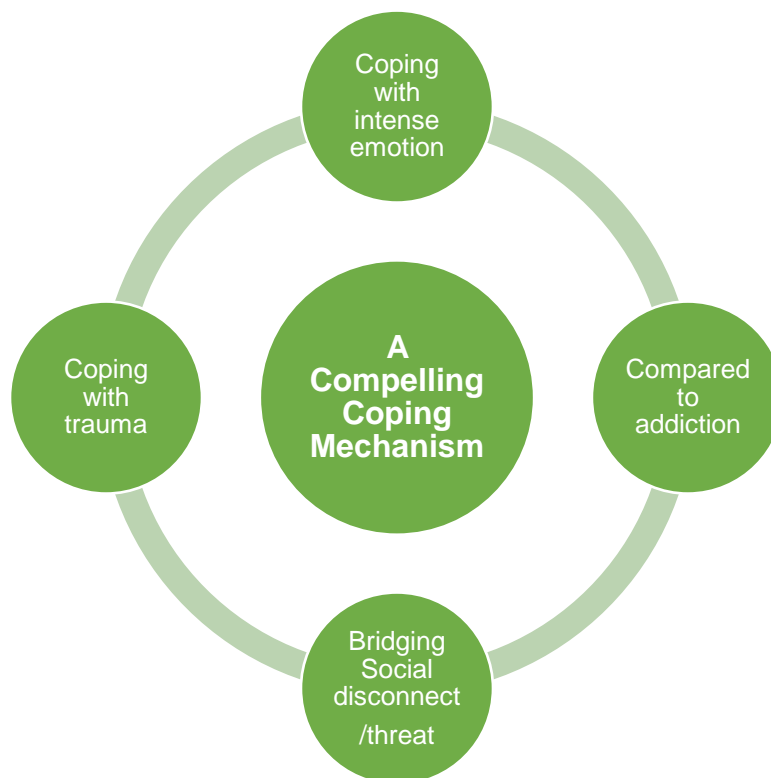 Coping
with
intense
emotion
A
Compelling
Coping
Mechanism
Coping
with
trauma
Compared
to
addiction
Bridging
Social
disconnect
/threat